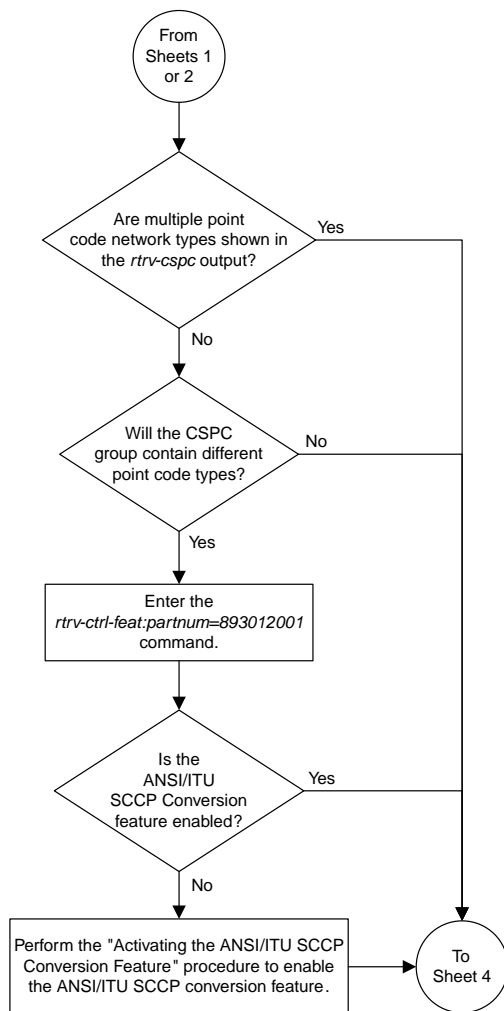 From
Sheets 1
or 2
Are multiple point
code network types shown in
the rtrv-cspc output?
Yes
No
Will the CSPC
group contain different
point code types?
No
Yes
Enter the
rtrv-ctrl-feat:partnum=893012001
command.
Is the
ANSI/ITU
SCCP Conversion
feature enabled?
Yes
No
Perform the "Activating the ANSI/ITU SCCP
Conversion Feature" procedure to enable
the ANSI/ITU SCCP conversion feature.
To
Sheet 4